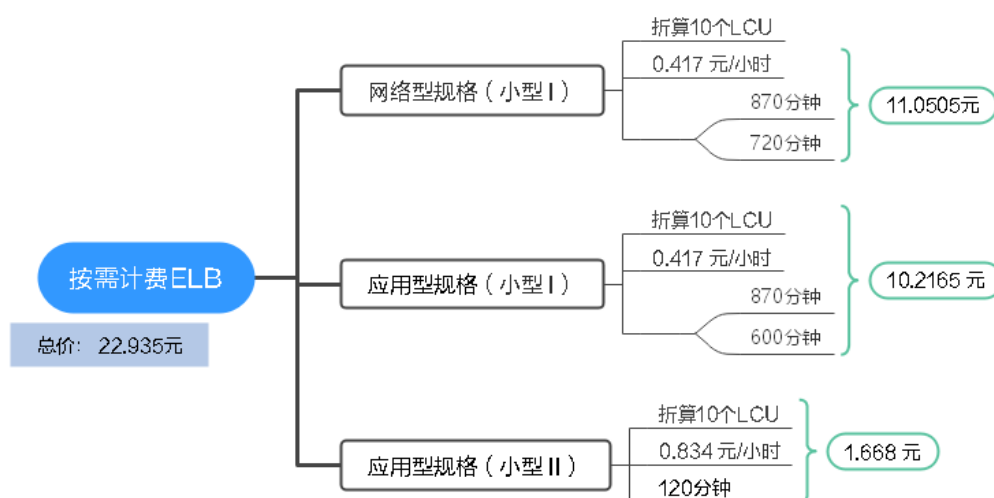 按需计费ELB
总价： 22.935元
网络型规格（小型Ⅰ）
折算10个LCU
0.417 元/小时
870分钟
720分钟
11.0505元
应用型规格（小型Ⅰ）
折算10个LCU
0.417 元/小时
870分钟
600分钟
10.2165 元
应用型规格（小型Ⅱ）
折算10个LCU
0.834 元/小时
120分钟
1.668 元